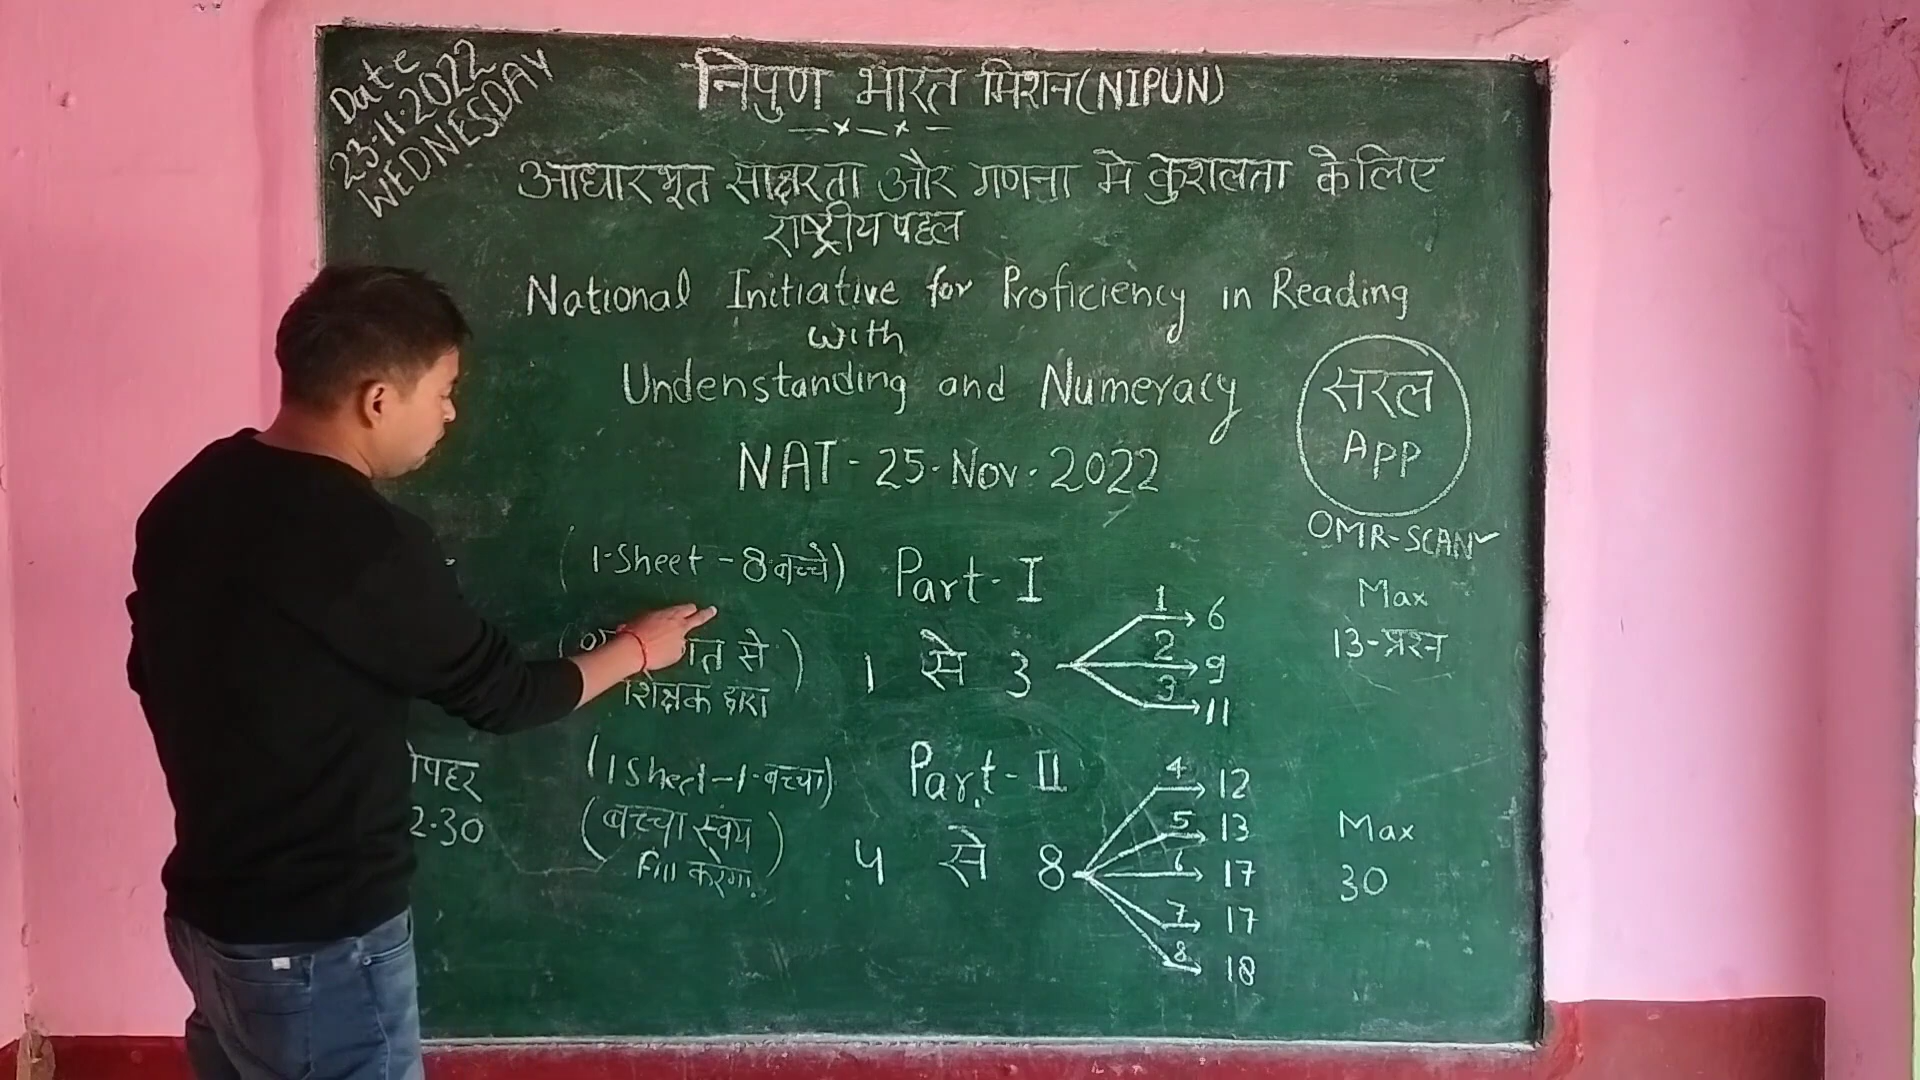 Date
23.11.2022
WEDNESDAY
निपुण भारत मिशन (NIPUN)
आधारभूत साक्षरता और गणना मे कुशलता के लिए
राष्ट्रीय पहल
National Initiative for Proficiency in Reading
with
Undenstanding and Numeracy
सरल
App
NAT - 25 - Nov - 2022
OMR-SCAN
(1-Sheet - 8 बच्चे) Part - I
Max
13-प्रश्न
से)
शिक्षक द्वारा
1 से 3
1 → 6
2 → 9
3 → 11
(1 Sheet - 1 - बच्चा) Part - II
2.30
(बच्चा स्वंय
Fill करेगा)
4 से 8
4 → 12
5 → 13
6 → 17
7 → 17
8 → 18
Max
30